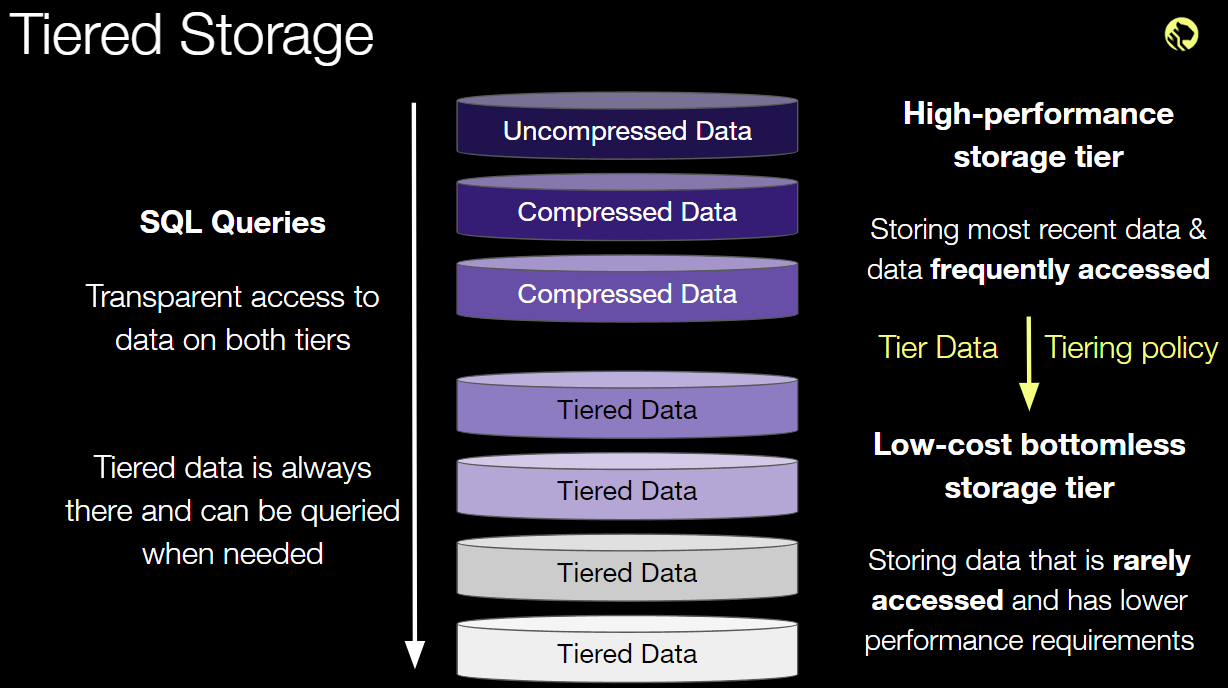 Tiered Storage
SQL Queries
Transparent access to
data on both tiers
Tiered data is always
there and can be queried
when needed
Uncompressed Data
Compressed Data
Compressed Data
Tiered Data
Tiered Data
Tiered Data
Tiered Data
High-performance
storage tier
Storing most recent data &
data frequently accessed
Tier Data
Tiering policy
Low-cost bottomless
storage tier
Storing data that is rarely
accessed and has lower
performance requirements